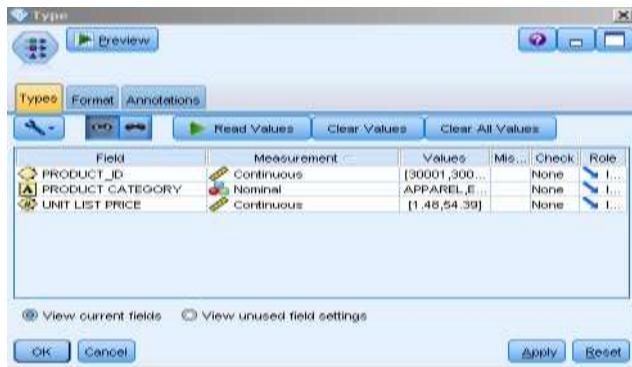 Type
Preview
Types Format Annotations
Read Values Clear Values Clear All Values
Field Measurement Values Mis... Check Role
PRODUCT_ID Continuous [30001,300... None I...
A PRODUCT CATEGORY Nominal APPAREL,E... None I...
UNIT LIST PRICE Continuous [1.48,54.39] None I...
View current fields View unused field settings
OK Cancel Apply Reset